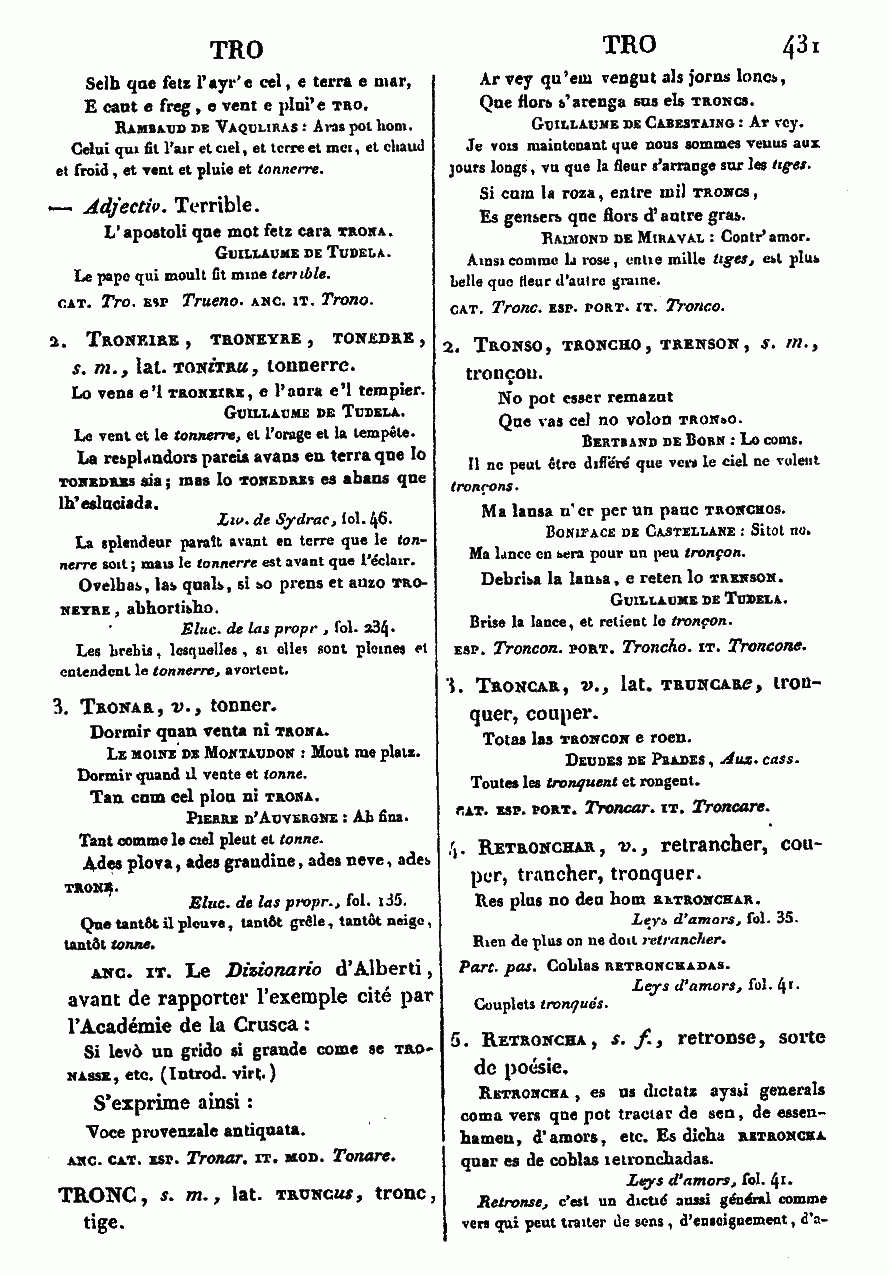 TRO
Selh que fetz l'ayr'e cel, e terra e mar,
E caut e freg, e vent e plui'e TRO.
RAMBAUD DE VAQUEIRAS : Aras pot hom.
Celui qui fit l'air et ciel, et terre et mer, et chaud
et froid, et vent et pluie et tonnerre.
— Adjectiv. Terrible.
L'apostoli que mot fetz cara TRONA.
GUILLAUME DE TUDELA.
Le pape qui moult fit mine terrible.
CAT. Tro. ESP Trueno. ANC. IT. Trono.
2. TRONEIRE, TRONEYRE, TONEDRE,
s. m., lat. TONITRU, tonnerre.
Lo vens e'l TRONEIRE, e l'aura e'l tempier.
GUILLAUME DE TUDELA.
Le vent et le tonnerre, et l'orage et la tempête.
La resplandors pareis avans en terra que lo
TONEDRES sia; mas lo TONEDRES es abans que
lh'eslusiada.
Liv. de Sydrac, fol. 46.
La splendeur paraît avant en terre que le ton-
nerre soit; mais le tonnerre est avant que l'éclair.
Ovelhas, las quals, si so prens et auzo TRO-
NEYRE, abhortisho.
Eluc. de las propr, fol. 234.
Les brebis, lesquelles, si elles sont pleines et
entendent le tonnerre, avortent.
3. TRONAR, v., tonner.
Dormir quan venta ni TRONA.
LE MOINE DE MONTAUDON : Mout me platz.
Dormir quand il vente et tonne.
Tan cum cel plou ni TRONA.
PIERRE D'AUVERGNE : Ab fina.
Tant comme le ciel pleut et tonne.
Ades plova, ades graudine, ades neve, ades
TRONE.
Eluc. de las propr., fol. 135.
Que tantôt il pleuve, tantôt grêle, tantôt neige,
tantôt tonne.
ANC. IT. Le Dizionario d'Alberti,
avant de rapporter l'exemple cité par
l'Académie de la Crusca :
Si levò un grido si grande come se TRO-
NASSE, etc. (Introd. virt.)
S'exprime ainsi :
Voce provenzale antiquata.
ANC. CAT. ESP. Tronar. IT. MOD. Tonare.
TRONC, s. m., lat. TRUNCUS, tronc,
tige.
TRO 431
Ar vey qu'em vengut als jorns loncs,
Que flors s'arenga sus els TRONCS.
GUILLAUME DE CABESTAING : Ar vey.
Je vois maintenant que nous sommes venus aux
jours longs, vu que la fleur s'arrange sur les tiges.
Si cum la roza, entre mil TRONCS,
Es gensers que flors d'autre gras.
RAIMOND DE MIRAVAL : Contr'amor.
Ainsi comme la rose, entre mille tiges, est plus
belle que fleur d'autre graine.
CAT. Tronc. ESP. PORT. IT. Tronco.
2. TRONSO, TRONCHO, TRENSON, s. m.,
tronçon.
No pot esser remazut
Que vas cel no volon TRONSO.
BERTRAND DE BORN : Lo coms.
Il ne peut être différé que vers le ciel ne volent
tronçons.
Ma lansa n'er per un pauc TRONCHOS.
BONIFACE DE CASTELLANE : Sitot no.
Ma lance en sera pour un peu tronçon.
Debrisa la lansa, e reten lo TRENSON.
GUILLAUME DE TUDELA.
Brise la lance, et retient le tronçon.
ESP. Troncon. PORT. Troncho. IT. Troncone.
3. TRONCAR, v., lat. TRUNCARE, tron-
quer, couper.
Totas las TRONCON e roen.
DEUDES DE PRADES, Aux. cass.
Toutes les tronquent et rongent.
CAT. ESP. PORT. Troncar. IT. Troncare.
4. RETRONCHAR, v., retrancher, cou-
per, trancher, tronquer.
Res plus no deu hom RETRONCHAR.
Leys d'amors, fol. 35.
Rien de plus on ne doit retrancher.
Part. pas. Coblas RETRONCHADAS.
Leys d'amors, fol. 41.
Couplets tronqués.
5. RETRONCHA, s. f., retronse, sorte
de poésie.
RETRONCHA, es us dictatz ayssi generals
coma vers que pot tractar de sen, de essen-
hamen, d'amors, etc. Es dicha RETRONCHA
quar es de coblas retronchadas.
Leys d'amors, fol. 41.
Retronse, c'est un dictié aussi général comme
vers qui peut traiter de sens, d'enseignement, d'a-